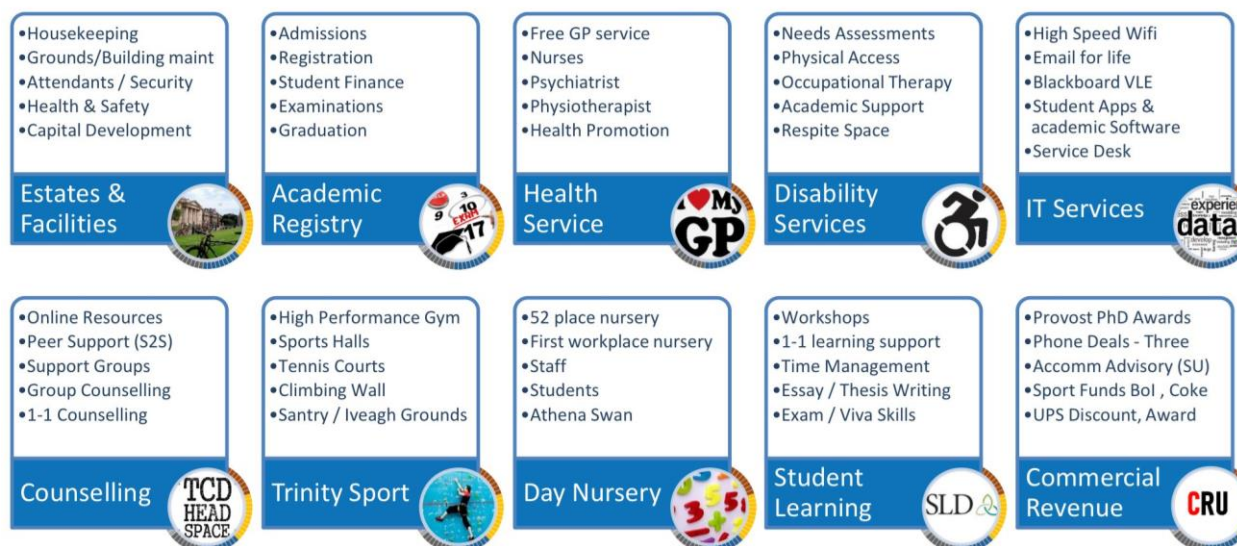 •Housekeeping
•Grounds/Building maint
•Attendants / Security
•Health & Safety
•Capital Development
Estates &
Facilities
•Admissions
•Registration
•Student Finance
•Examinations
•Graduation
Academic
Registry
3
9 10
EXAM
17
•Free GP service
•Nurses
•Psychiatrist
•Physiotherapist
•Health Promotion
Health
Service
I ♥ My
GP
•Needs Assessments
•Physical Access
•Occupational Therapy
•Academic Support
•Respite Space
Disability
Services
•High Speed Wifi
•Email for life
•Blackboard VLE
•Student Apps &
academic Software
•Service Desk
IT Services
data
•Online Resources
•Peer Support (S2S)
•Support Groups
•Group Counselling
•1-1 Counselling
Counselling
TCD
HEAD
SPACE
•High Performance Gym
•Sports Halls
•Tennis Courts
•Climbing Wall
•Santry / Iveagh Grounds
Trinity Sport
•52 place nursery
•First workplace nursery
•Staff
•Students
•Athena Swan
Day Nursery
•Workshops
•1-1 learning support
•Time Management
•Essay / Thesis Writing
•Exam / Viva Skills
Student
Learning
SLD
•Provost PhD Awards
•Phone Deals - Three
•Accomm Advisory (SU)
•Sport Funds BoI , Coke
•UPS Discount, Award
Commercial
Revenue
CRU